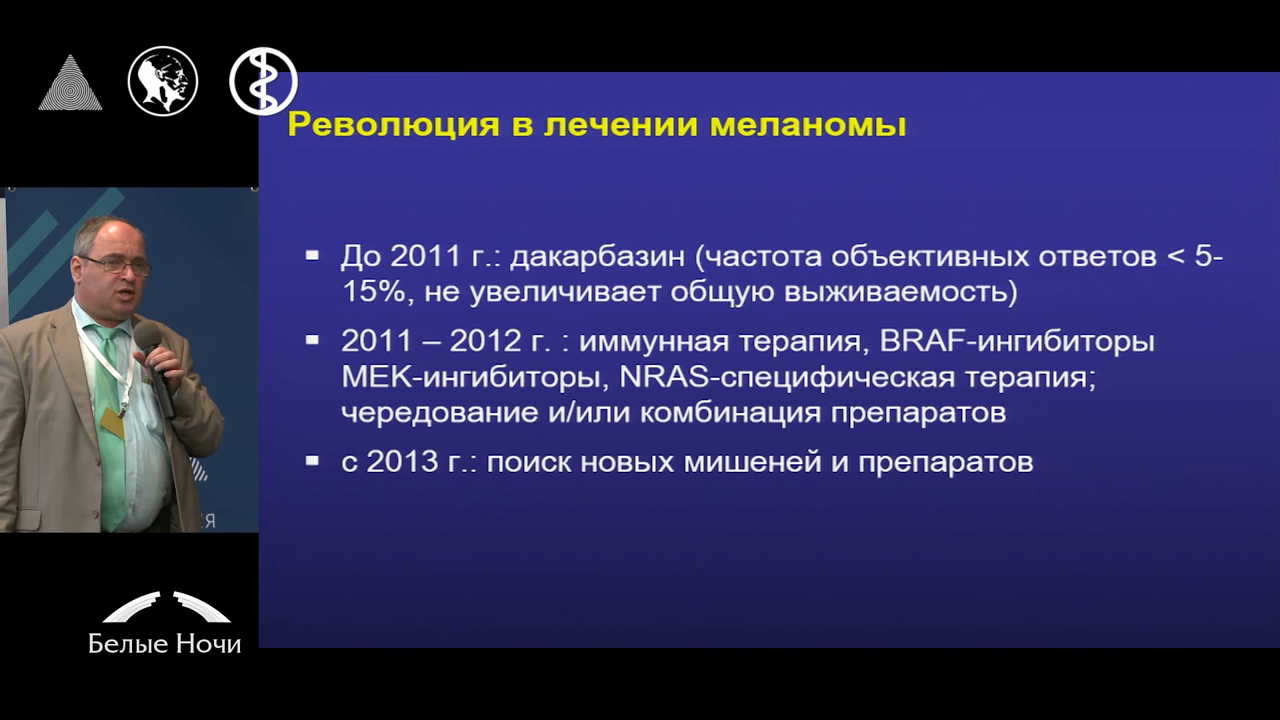 Революция в лечении меланомы
▪ До 2011 г.: дакарбазин (частота объективных ответов < 5-
15%, не увеличивает общую выживаемость)
▪ 2011 – 2012 г. : иммунная терапия, BRAF-ингибиторы
МЕК-ингибиторы, NRAS-специфическая терапия;
чередование и/или комбинация препаратов
▪ с 2013 г.: поиск новых мишеней и препаратов
Белые Ночи